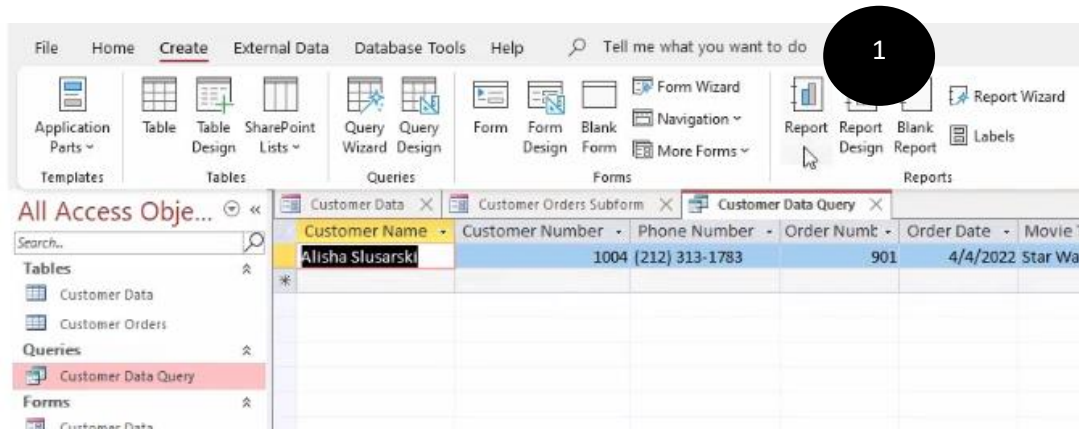 File Home Create External Data Database Tools Help Tell me what you want to do
1
Application Parts
Table
Table Design
SharePoint Lists
Query Wizard
Query Design
Form
Form Design
Blank Form
Form Wizard
Navigation
More Forms
Report
Report Design
Blank Report
Report Wizard
Labels
Templates Tables Queries Forms Reports
All Access Obje...
Search..
Tables
Customer Data
Customer Orders
Queries
Customer Data Query
Forms
Customer Data
Customer Data Customer Orders Subform Customer Data Query
Customer Name Customer Number Phone Number Order Numb Order Date Movie
Alisha Slusarski 1004 (212) 313-1783 901 4/4/2022 Star Wa
*